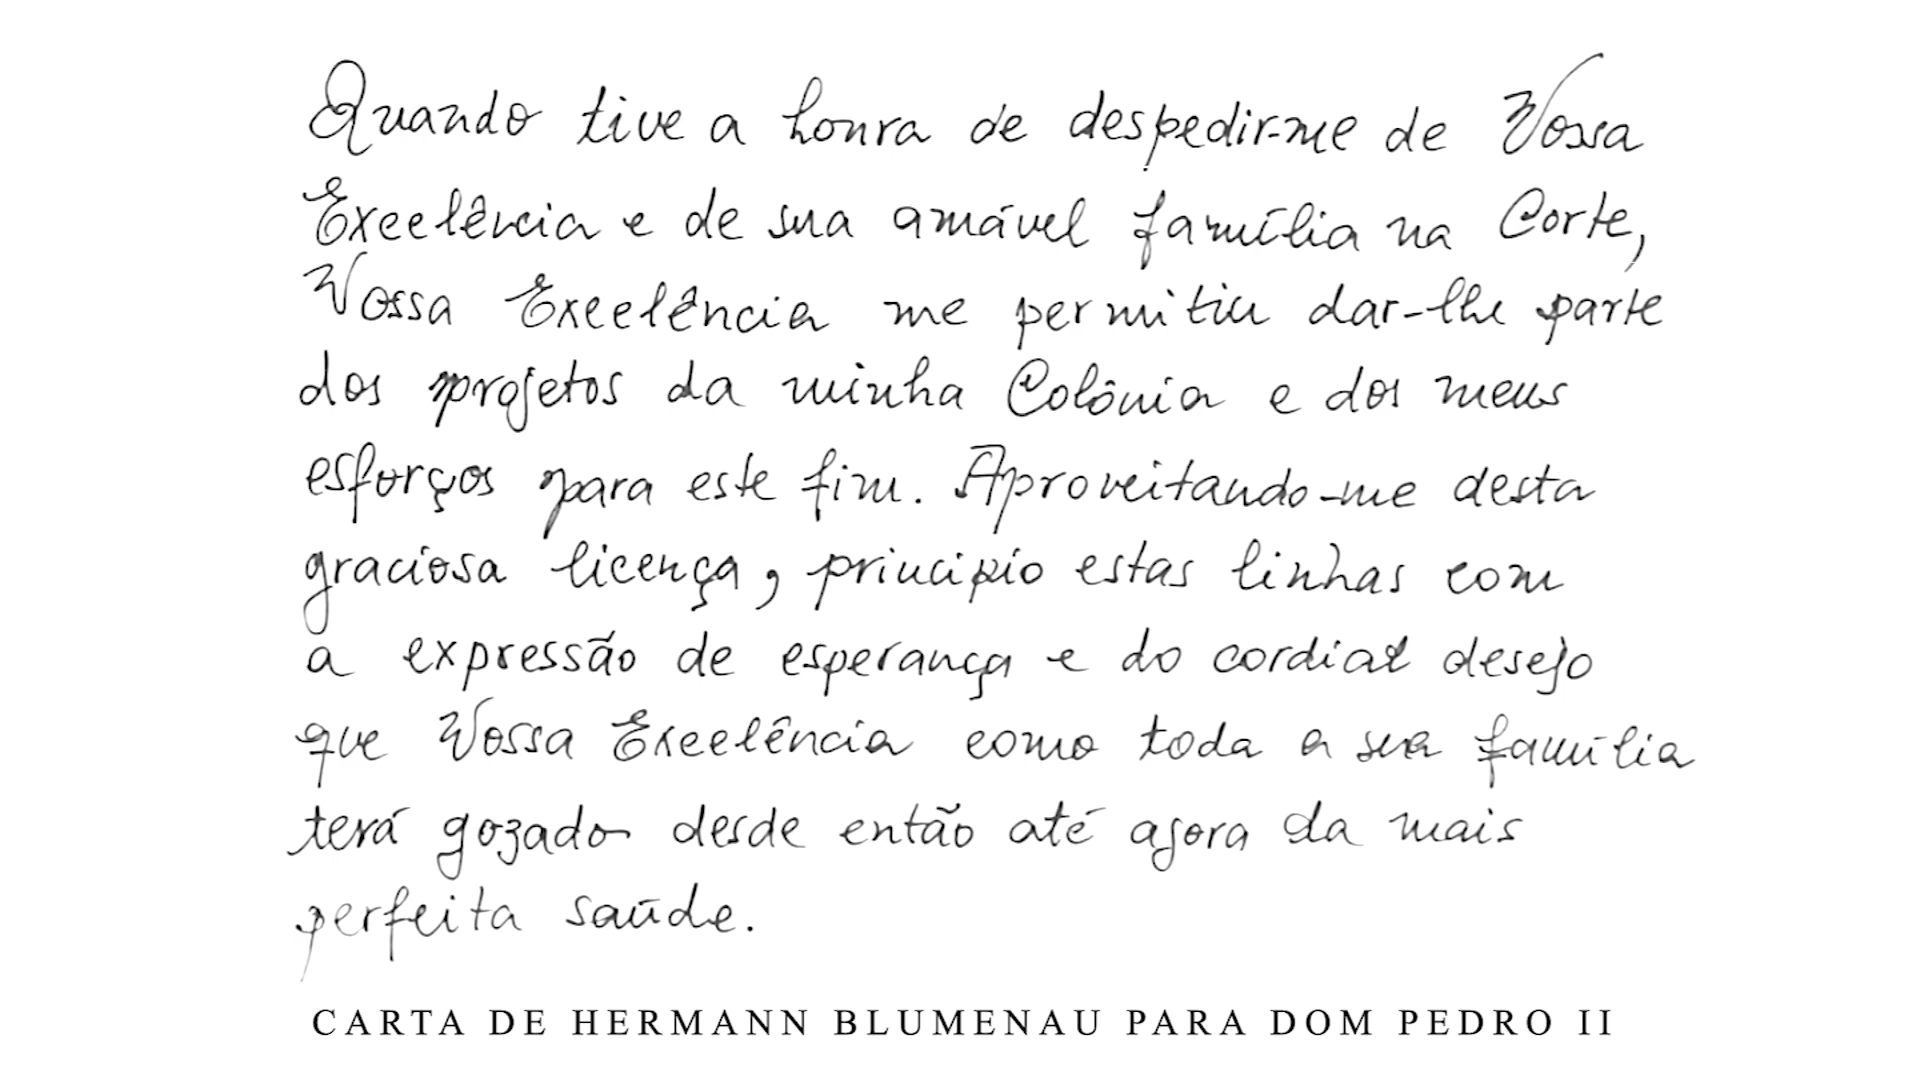 Quando tive a honra de despedir-me de Vossa
Excelência e de sua amável família na Corte,
Vossa Excelência me permitiu dar-lhe parte
dos projetos da minha Colônia e dos meus
esforços para este fim. Aproveitando-me desta
graciosa licença, principio estas linhas com
a expressão de esperança e do cordial desejo
que Vossa Excelência como toda a sua família
terá gozado desde então até agora da mais
perfeita saúde.
CARTA DE HERMANN BLUMENAU PARA DOM PEDRO II